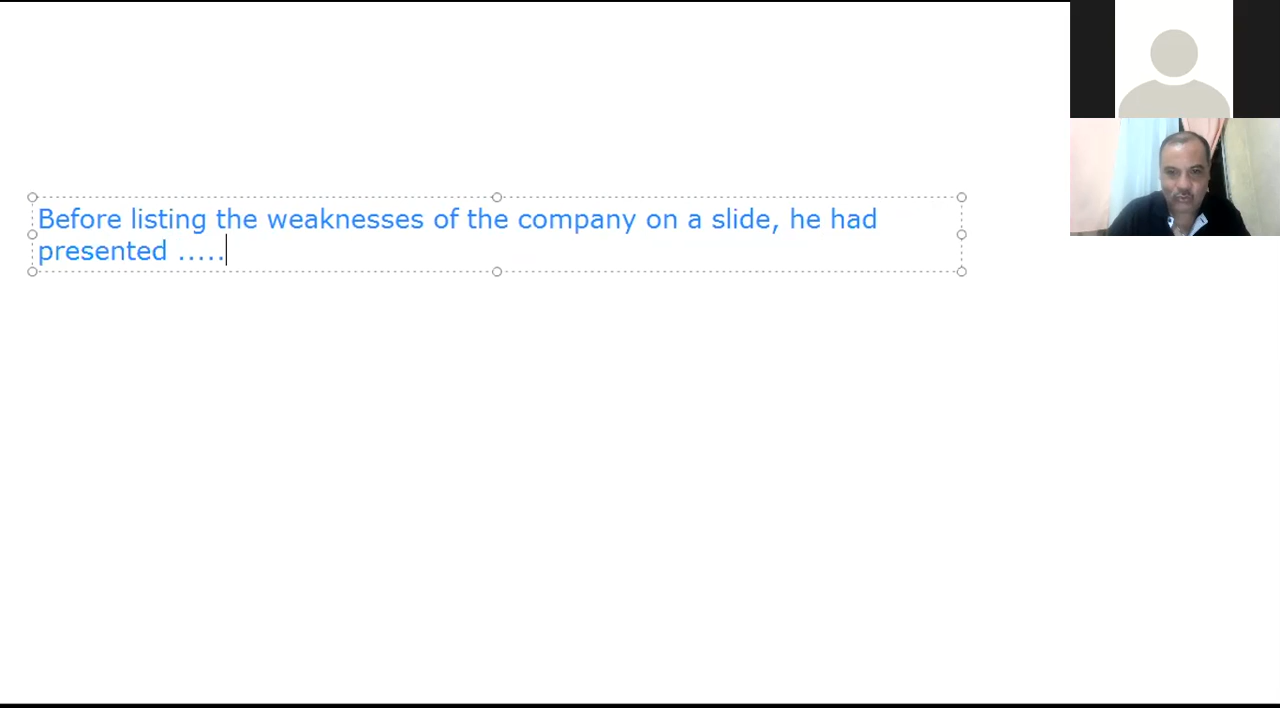 Before listing the weaknesses of the company on a slide, he had
presented .....